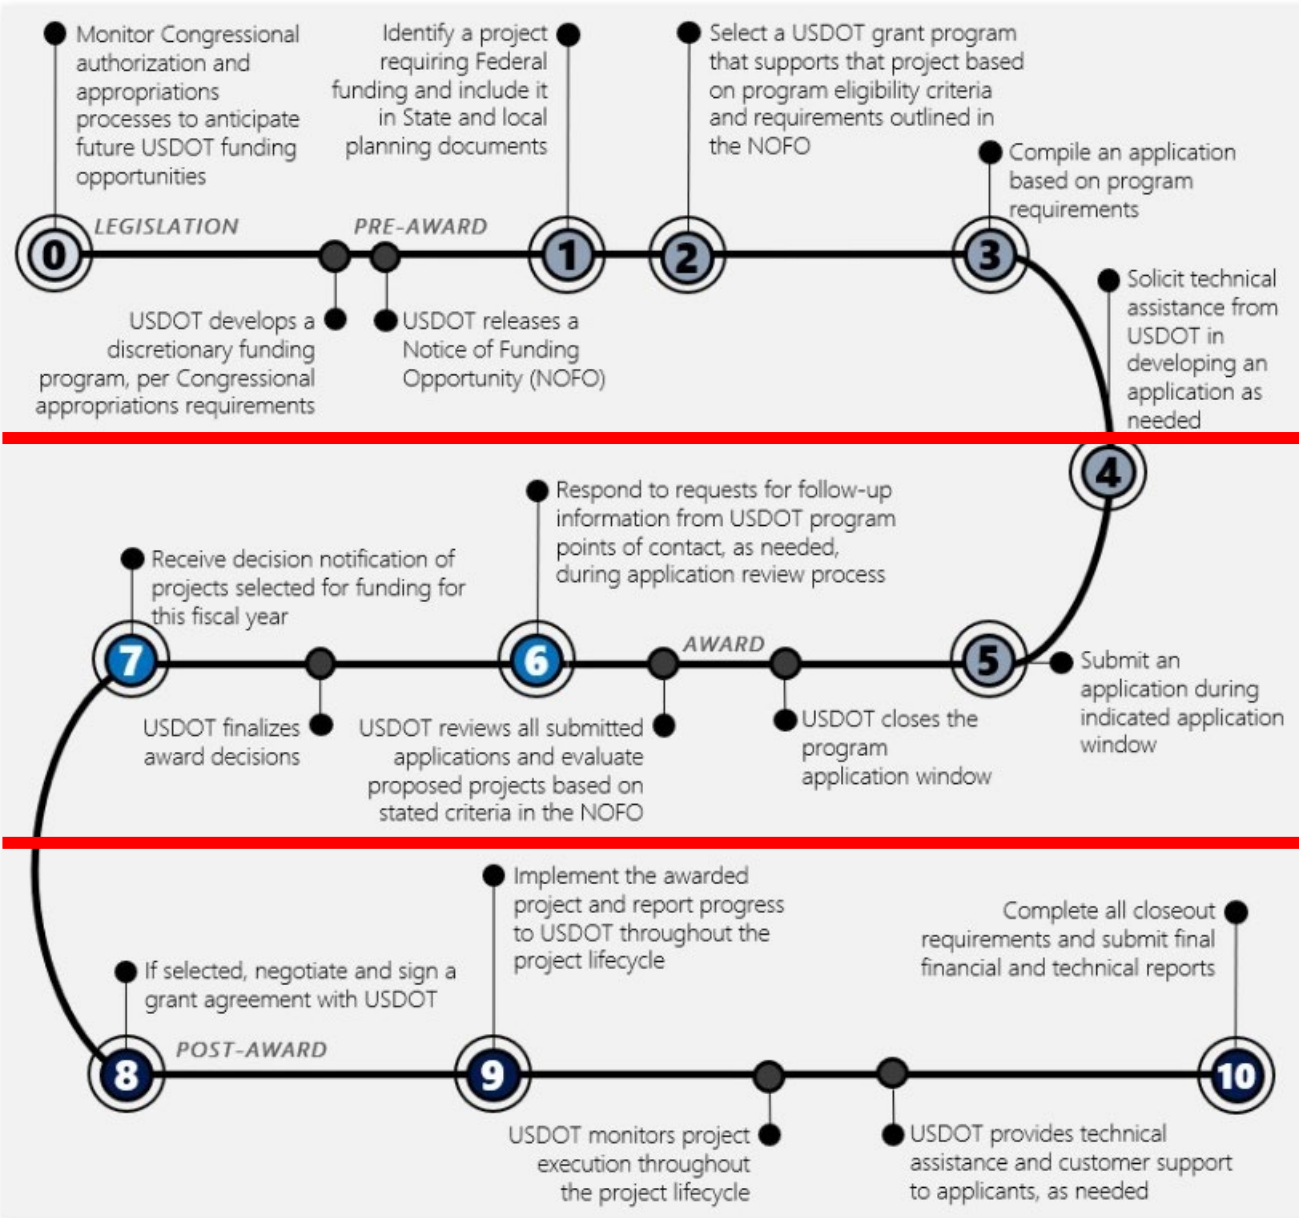 Monitor Congressional
authorization and
appropriations
processes to anticipate
future USDOT funding
opportunities
Identify a project
requiring Federal
funding and include it
in State and local
planning documents
Select a USDOT grant program
that supports that project based
on program eligibility criteria
and requirements outlined in
the NOFO
Compile an application
based on program
requirements
LEGISLATION
PRE-AWARD
0
1
2
3
USDOT develops a
discretionary funding
program, per Congressional
appropriations requirements
USDOT releases a
Notice of Funding
Opportunity (NOFO)
Solicit technical
assistance from
USDOT in
developing an
application as
needed
4
Respond to requests for follow-up
information from USDOT program
points of contact, as needed,
during application review process
Receive decision notification of
projects selected for funding for
this fiscal year
7
6
AWARD
5
Submit an
application during
indicated application
window
USDOT finalizes
award decisions
USDOT reviews all submitted
applications and evaluate
proposed projects based on
stated criteria in the NOFO
USDOT closes the
program
application window
Implement the awarded
project and report progress
to USDOT throughout the
project lifecycle
Complete all closeout
requirements and submit final
financial and technical reports
If selected, negotiate and sign a
grant agreement with USDOT
POST-AWARD
8
9
10
USDOT monitors project
execution throughout
the project lifecycle
USDOT provides technical
assistance and customer support
to applicants, as needed